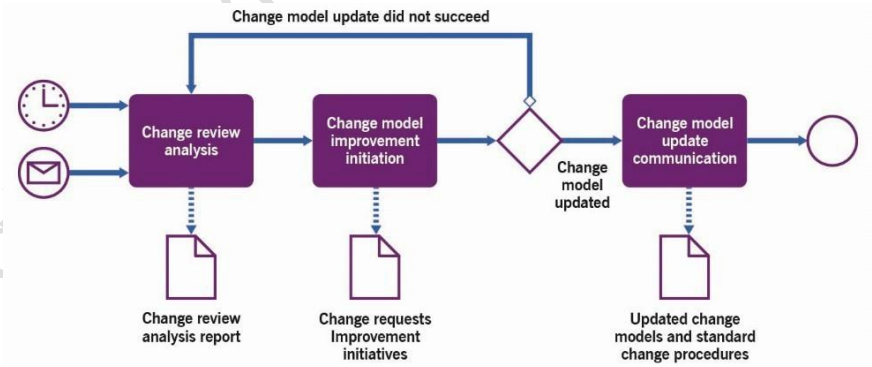 Change model update did not succeed
Change review
analysis
Change model
improvement
initiation
Change model
update
communication
Change
model
updated
Change review
analysis report
Change requests
Improvement
initiatives
Updated change
models and standard
change procedures